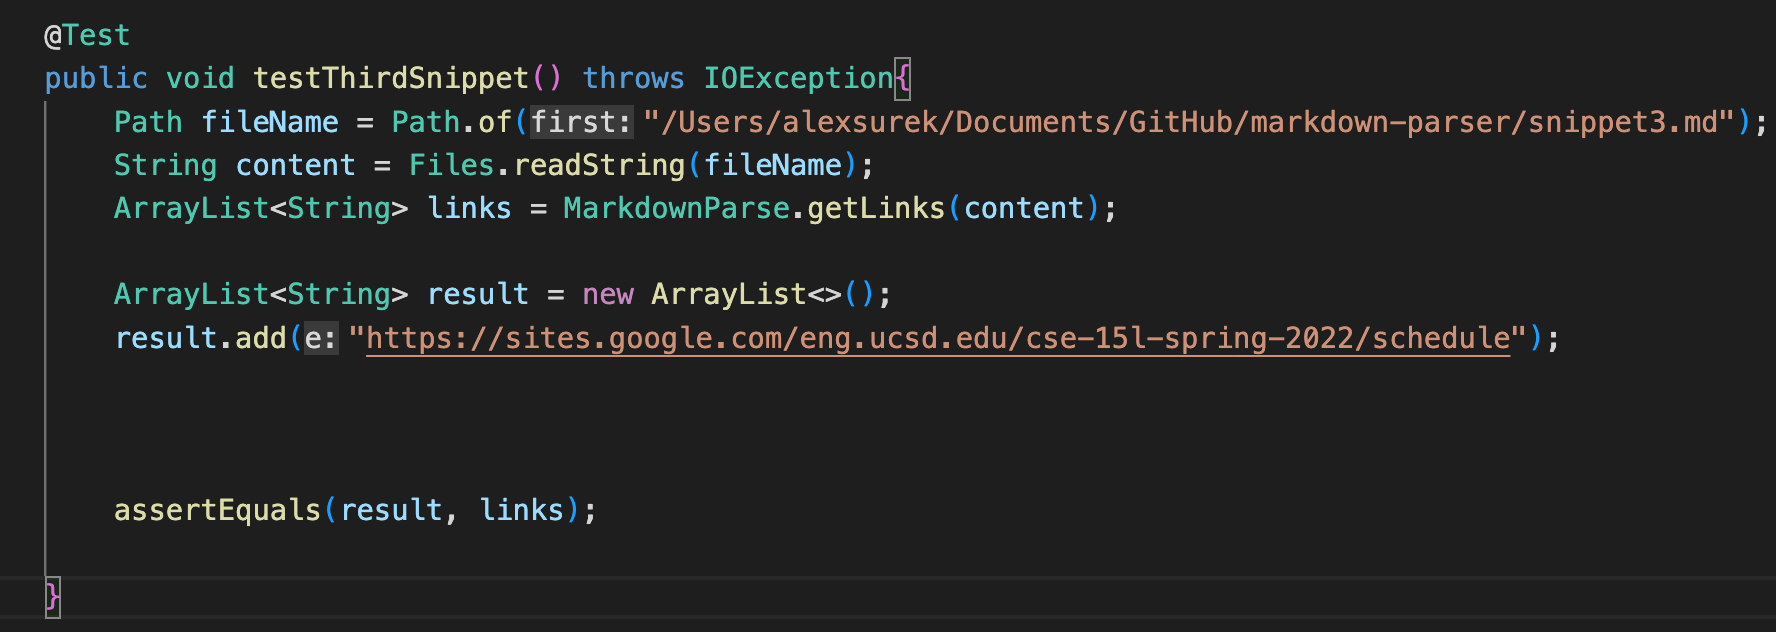 @Test
public void testThirdSnippet() throws IOException{
Path fileName = Path.of(first: "/Users/alexsurek/Documents/GitHub/markdown-parser/snippet3.md");
String content = Files.readString(fileName);
ArrayList<String> links = MarkdownParse.getLinks(content);
ArrayList<String> result = new ArrayList<>();
result.add(e: "https://sites.google.com/eng.ucsd.edu/cse-15l-spring-2022/schedule");
assertEquals(result, links);
}